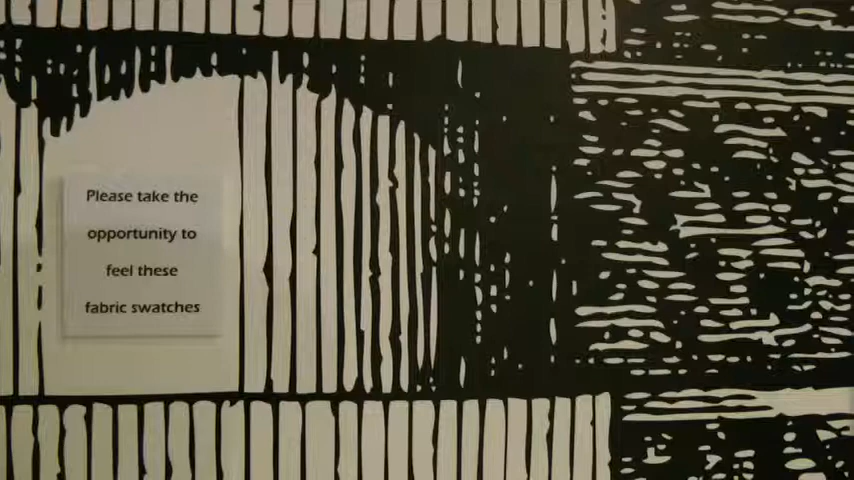 Please take the
opportunity to
feel these
fabric swatches